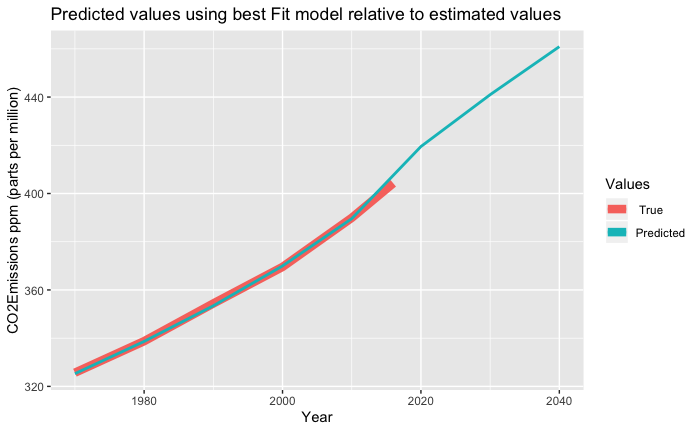 Predicted values using best Fit model relative to estimated values
CO2Emissions ppm (parts per million)
440
400
360
320
1980
2000
2020
2040
Year
Values
True
Predicted